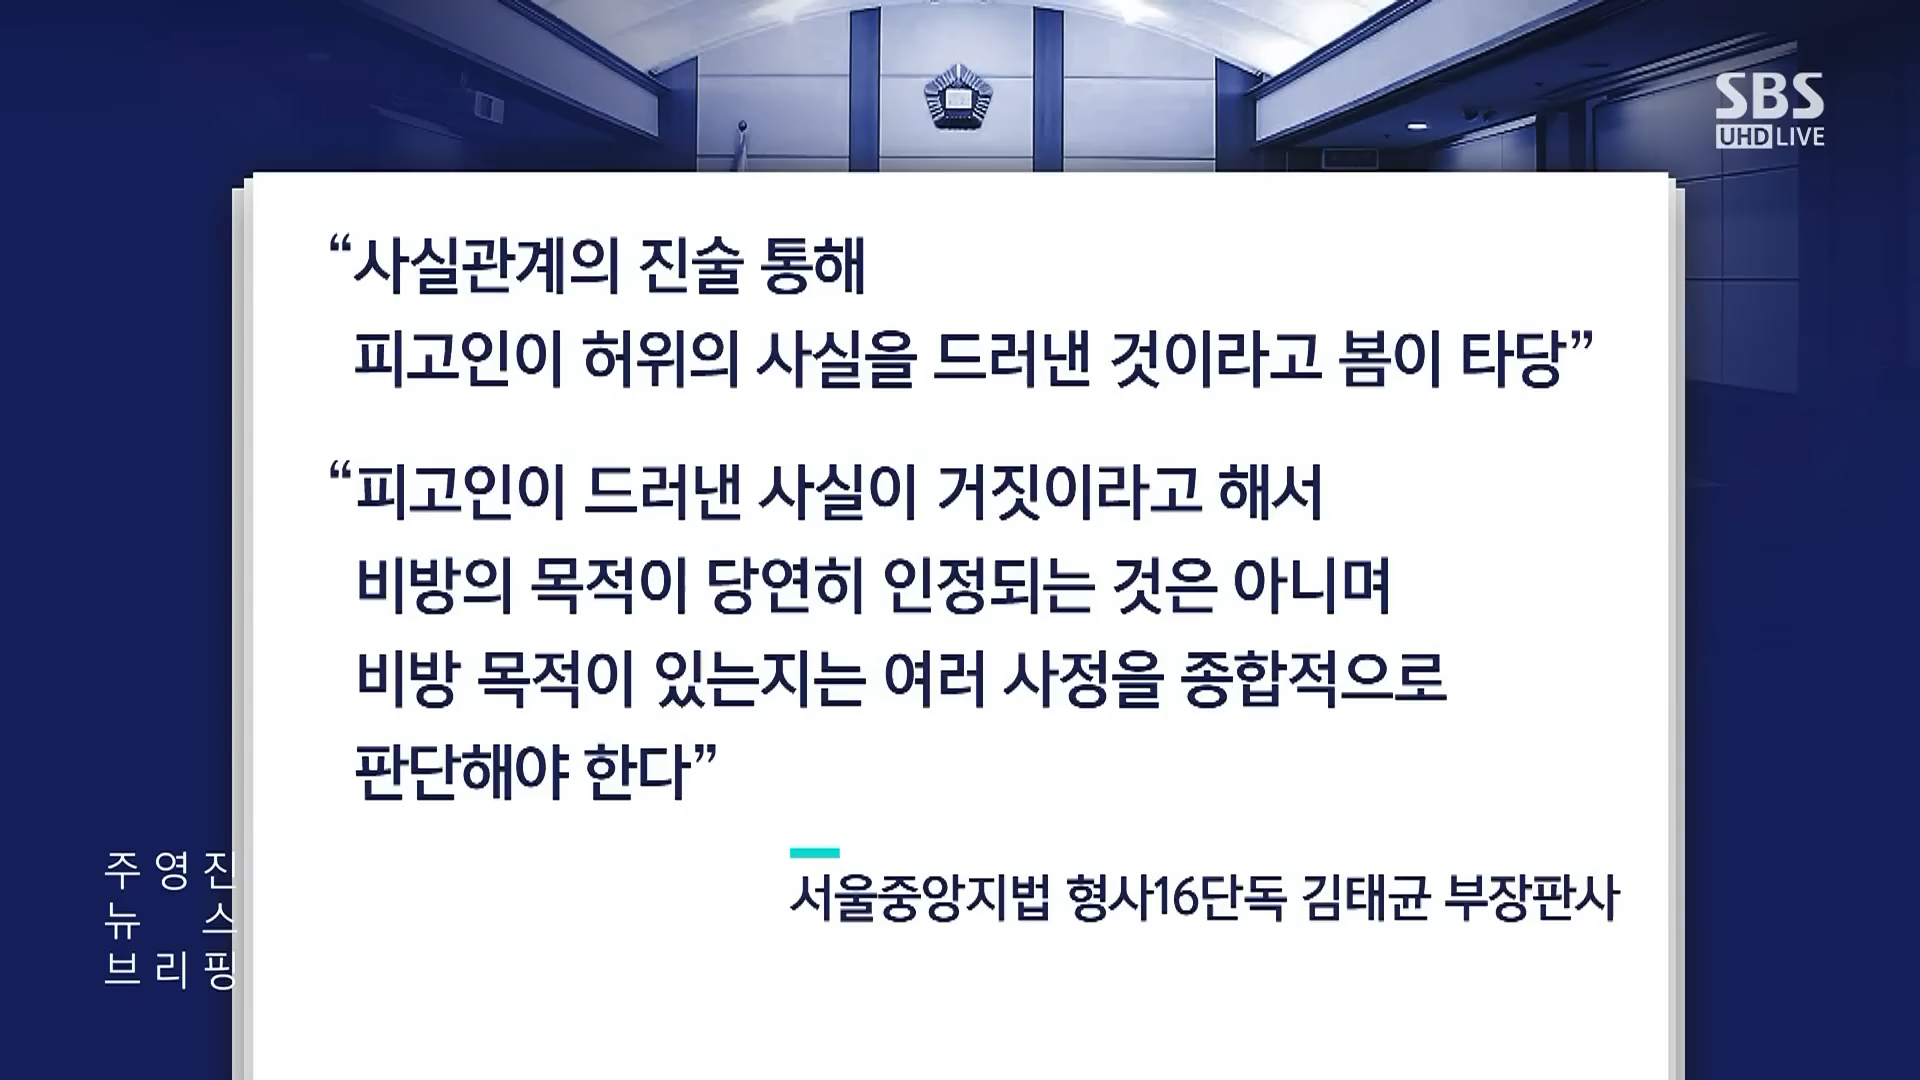 SBS
UHD LIVE
“사실관계의 진술 통해
피고인이 허위의 사실을 드러낸 것이라고 봄이 타당”
“피고인이 드러낸 사실이 거짓이라고 해서
비방의 목적이 당연히 인정되는 것은 아니며
비방 목적이 있는지는 여러 사정을 종합적으로
판단해야 한다”
서울중앙지법 형사16단독 김태균 부장판사
주영진
뉴스
브리핑